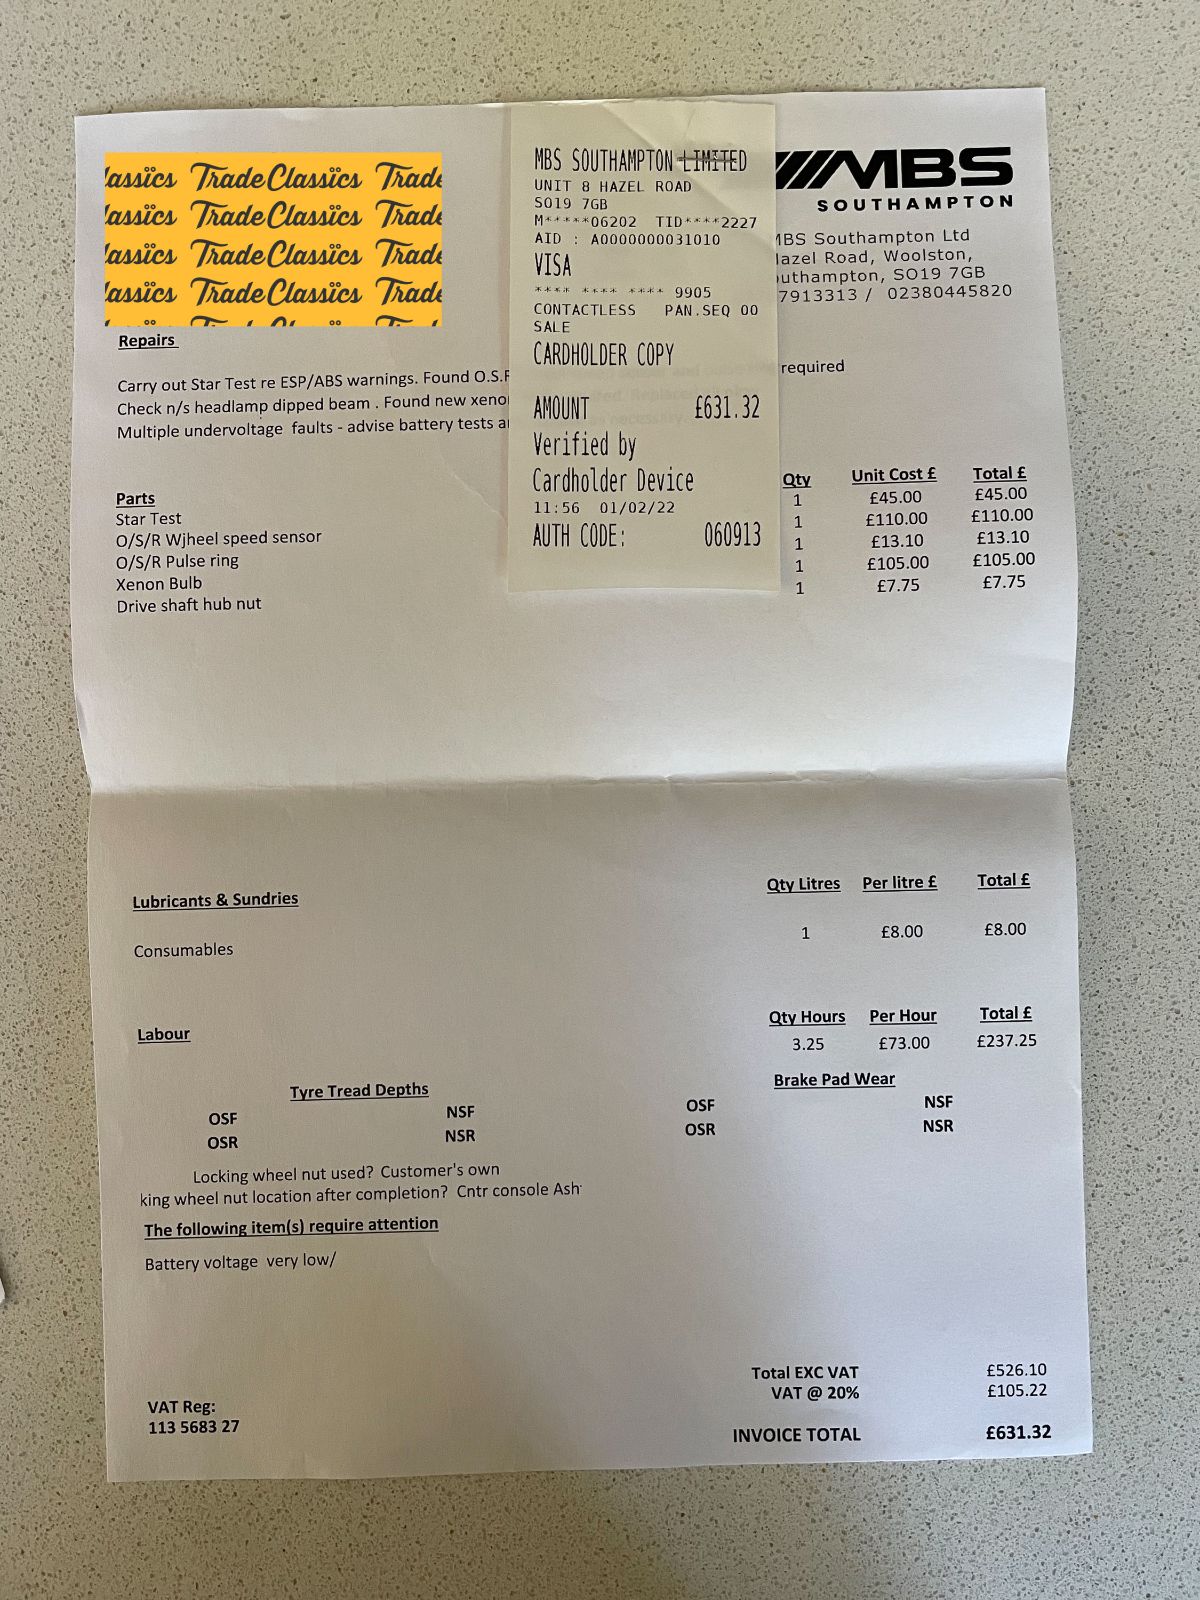 TradeClassics
MBS SOUTHAMPTON LIMITED
UNIT 8 HAZEL ROAD
SO19 7GB
M*****06202 TID****2227
AID : A0000000031010
VISA
**** **** **** 9905
CONTACTLESS PAN.SEQ 00
SALE
CARDHOLDER COPY
AMOUNT £631.32
Verified by
Cardholder Device
11:56 01/02/22
AUTH CODE: 060913
MBS
SOUTHAMPTON
MBS Southampton Ltd
Hazel Road, Woolston,
Southampton, SO19 7GB
7913313 / 02380445820
Repairs
Carry out Star Test re ESP/ABS warnings. Found O.S.R required
Check n/s headlamp dipped beam . Found new xeno
Multiple undervoltage faults - advise battery tests a
Parts Qty Unit Cost £ Total £
Star Test 1 £45.00 £45.00
O/S/R Wjheel speed sensor 1 £110.00 £110.00
O/S/R Pulse ring 1 £13.10 £13.10
Xenon Bulb 1 £105.00 £105.00
Drive shaft hub nut 1 £7.75 £7.75
Lubricants & Sundries Qty Litres Per litre £ Total £
Consumables 1 £8.00 £8.00
Labour Qty Hours Per Hour Total £
3.25 £73.00 £237.25
Tyre Tread Depths Brake Pad Wear
OSF NSF OSF NSF
OSR NSR OSR NSR
Locking wheel nut used? Customer's own
king wheel nut location after completion? Cntr console Ash
The following item(s) require attention
Battery voltage very low/
Total EXC VAT £526.10
VAT @ 20% £105.22
VAT Reg:
113 5683 27
INVOICE TOTAL £631.32